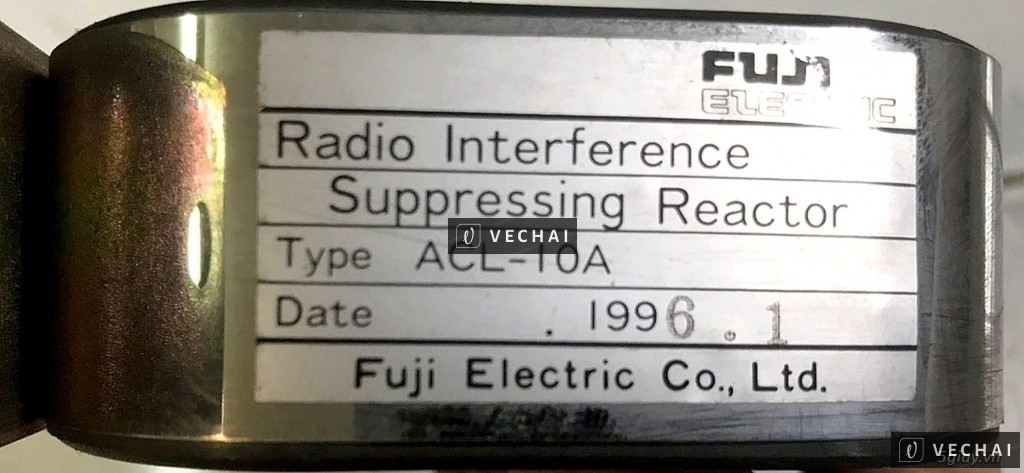 FUJI
ELECTRIC
Radio Interference
Suppressing Reactor
VECHAI
Type ACL-10A
Date . 1996.1
Fuji Electric Co., Ltd.
VECHAI